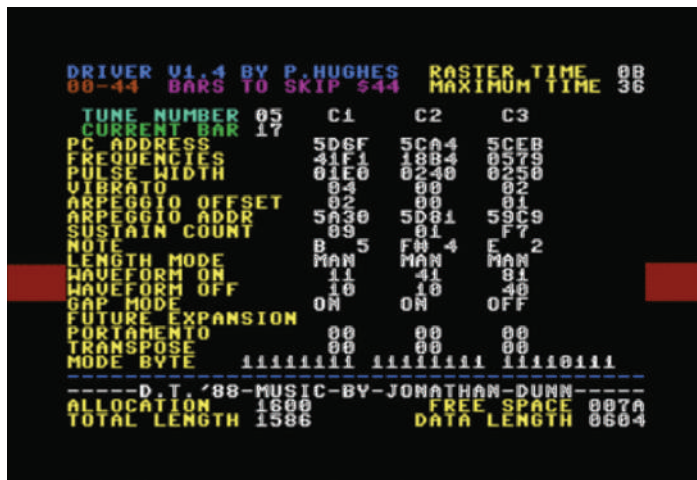 DRIVER V1.4 BY P.HUGHES RASTER TIME 0B
00-44 BARS TO SKIP $44 MAXIMUM TIME 36
TUNE NUMBER 05 C1 C2 C3
CURRENT BAR 17
PC ADDRESS 5D6F 5CA4 5CEB
FREQUENCIES 41F1 18B4 0579
PULSE WIDTH 01E0 0240 0250
VIBRATO 04 00 02
ARPEGGIO OFFSET 02 00 01
ARPEGGIO ADDR 5A30 5D81 59C9
SUSTAIN COUNT 09 01 F7
NOTE B 5 F# 4 E 2
LENGTH MODE MAN MAN MAN
WAVEFORM ON 11 41 81
WAVEFORM OFF 10 10 40
GAP MODE ON ON OFF
FUTURE EXPANSION
PORTAMENTO 00 00 00
TRANSPOSE 00 00 00
MODE BYTE 11111111 11111111 11110111
-----D.T.'88-MUSIC-BY-JONATHAN-DUNN-----
ALLOCATION 1600 FREE SPACE 007A
TOTAL LENGTH 1586 DATA LENGTH 0604